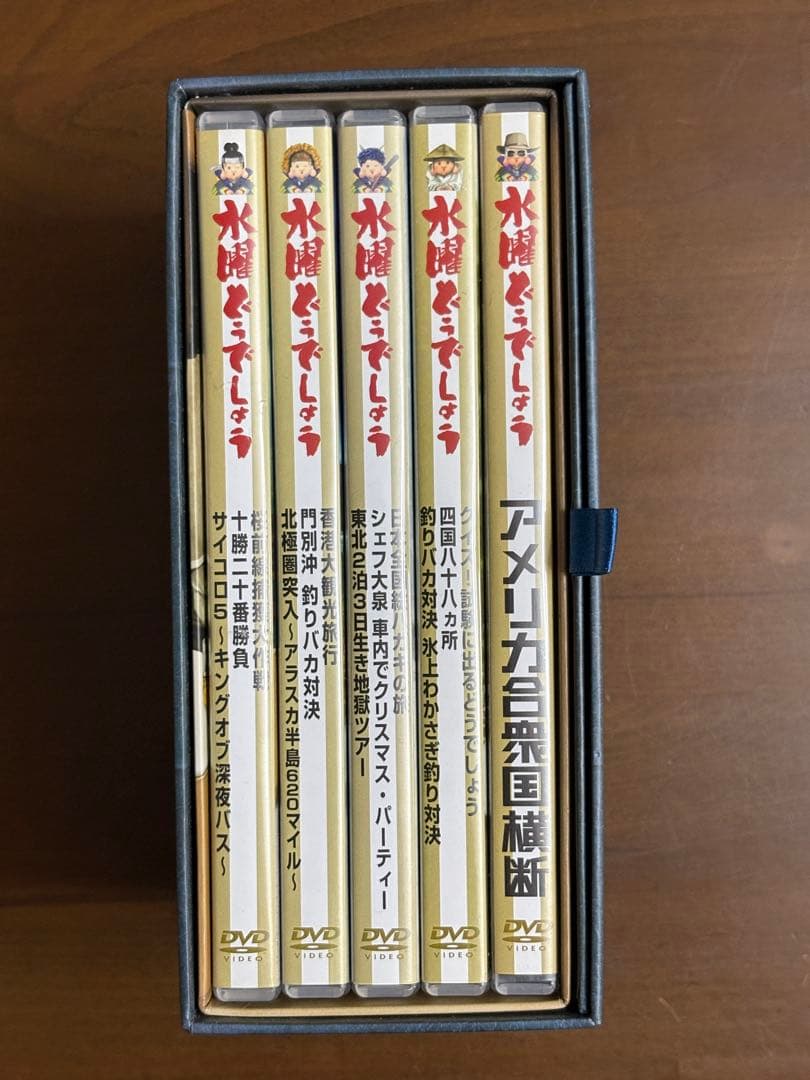 水曜どうでしょう
桜前線捕獲大作戦
十勝二十番勝負
サイコロ5 ～キングオブ深夜バス～
DVD
VIDEO
水曜どうでしょう
香港大観光旅行
門別沖 釣りバカ対決
北極圏突入～アラスカ半島620マイル～
DVD
VIDEO
水曜どうでしょう
日本全国絵ハガキの旅
シェフ大泉 車内でクリスマス・パーティー
東北2泊3日生き地獄ツアー
DVD
VIDEO
水曜どうでしょう
クイズ!!試験に出るどうでしょう
四国八十八ヵ所
釣りバカ対決 氷上わかさぎ釣り対決
DVD
VIDEO
水曜どうでしょう
アメリカ合衆国横断
DVD
VIDEO